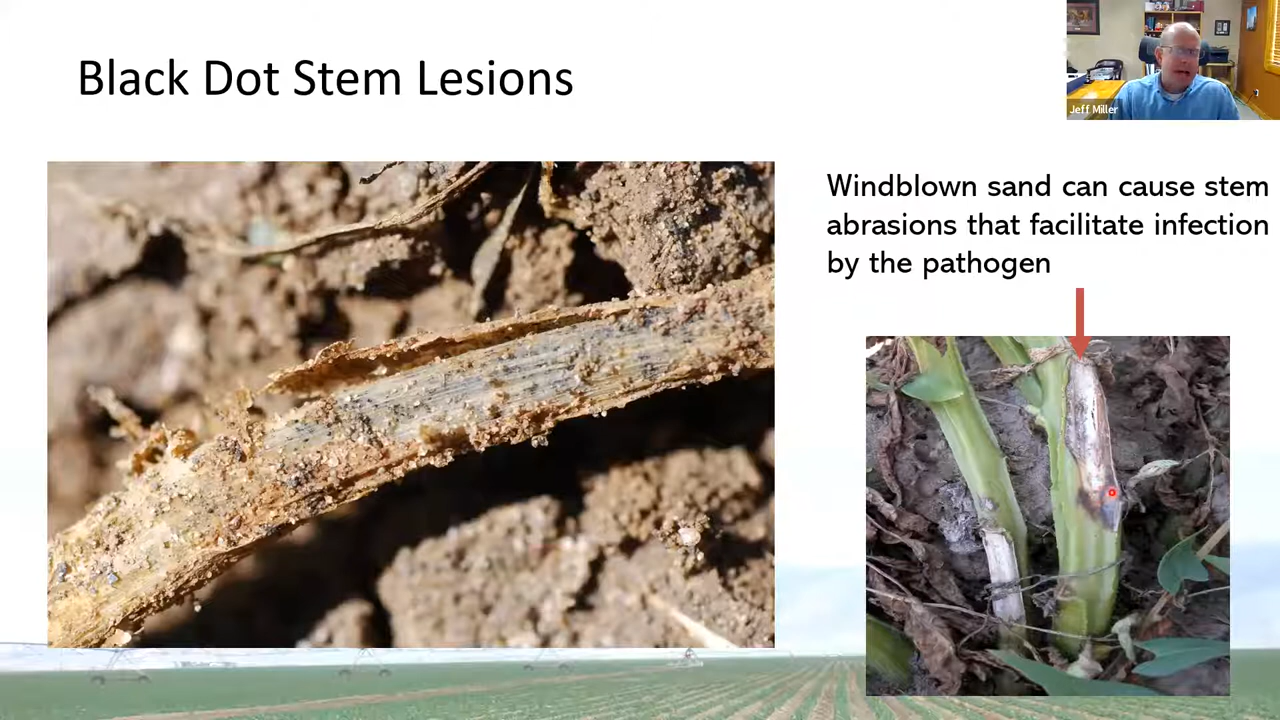 Black Dot Stem Lesions
Jeff Miller
Windblown sand can cause stem
abrasions that facilitate infection
by the pathogen